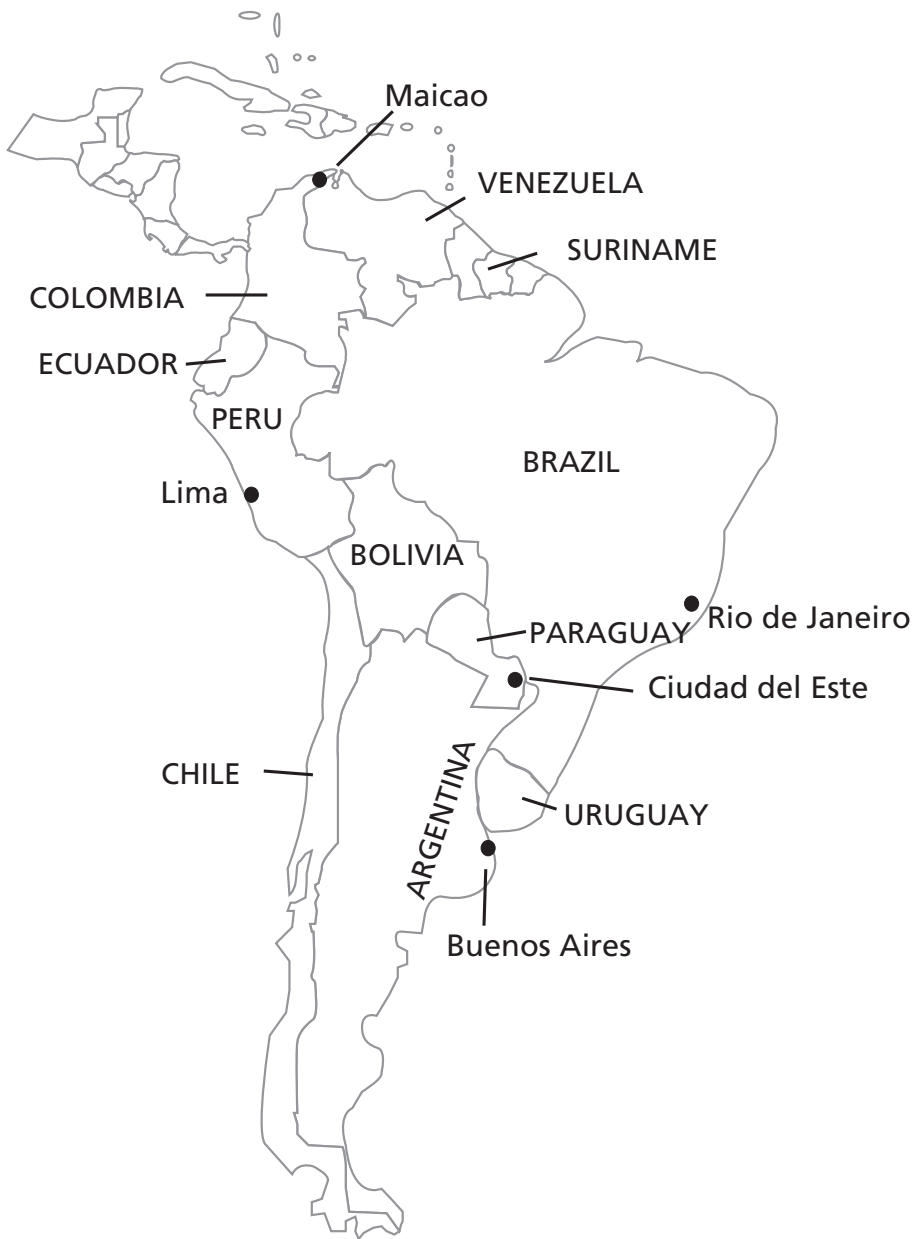 Maicao
VENEZUELA
SURINAME
COLOMBIA
ECUADOR
PERU
BRAZIL
Lima
BOLIVIA
Rio de Janeiro
PARAGUAY
Ciudad del Este
CHILE
ARGENTINA
URUGUAY
Buenos Aires